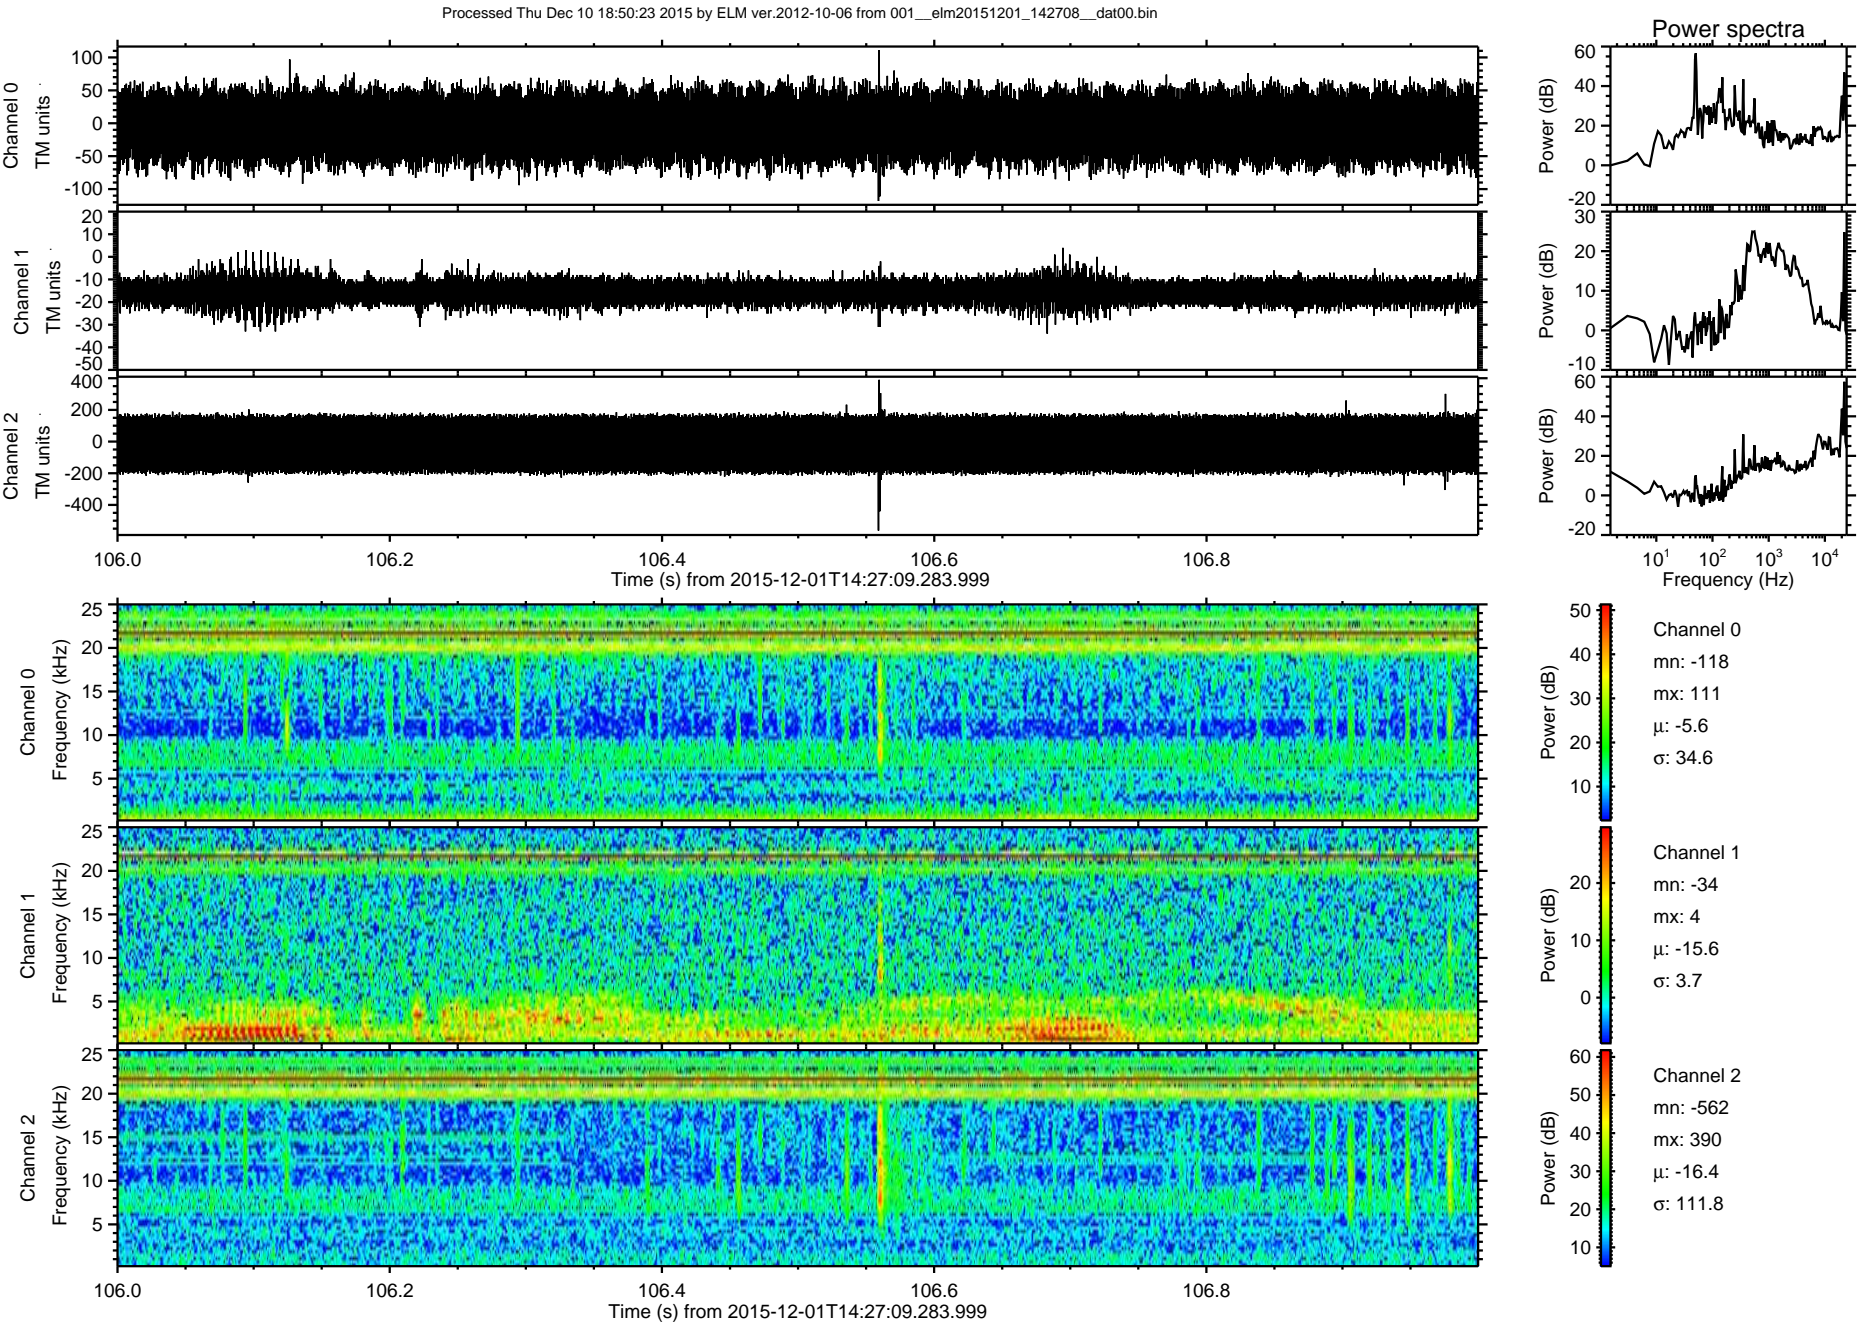 Processed Thu Dec 10 18:50:23 2015 by ELM ver.2012-10-06 from 001__elm20151201_142708__dat00.bin
Power spectra
Channel 0
TM units
100
50
0
-50
-100
Power (dB)
60
40
20
0
-20
Channel 1
TM units
20
10
0
-10
-20
-30
-40
-50
Power (dB)
30
20
10
0
-10
Channel 2
TM units
400
200
0
-200
-400
Power (dB)
60
40
20
0
-20
106.0 106.2 106.4 106.6 106.8
Time (s) from 2015-12-01T14:27:09.283.999
10¹ 10² 10³ 10⁴
Frequency (Hz)
Channel 0
Frequency (kHz)
25
20
15
10
5
Power (dB)
50
40
30
20
10
Channel 0
mn: -118
mx: 111
μ: -5.6
σ: 34.6
Channel 1
Frequency (kHz)
25
20
15
10
5
Power (dB)
20
10
0
Channel 1
mn: -34
mx: 4
μ: -15.6
σ: 3.7
Channel 2
Frequency (kHz)
25
20
15
10
5
Power (dB)
60
50
40
30
20
10
Channel 2
mn: -562
mx: 390
μ: -16.4
σ: 111.8
106.0 106.2 106.4 106.6 106.8
Time (s) from 2015-12-01T14:27:09.283.999